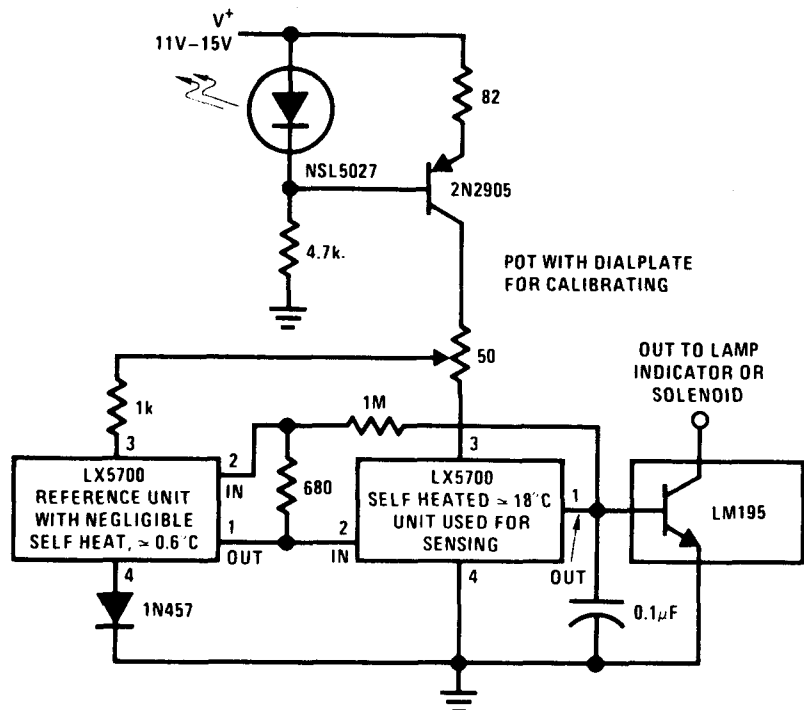 V+
11V–15V
82
NSL5027
2N2905
4.7k.
POT WITH DIALPLATE
FOR CALIBRATING
50
OUT TO LAMP
INDICATOR OR
SOLENOID
1k
1M
3
3
2
IN
680
LX5700
REFERENCE UNIT
WITH NEGLIGIBLE
SELF HEAT, ≃ 0.6°C
1
OUT
2
IN
LX5700
SELF HEATED ≃ 18°C
UNIT USED FOR
SENSING
1
OUT
LM195
4
4
1N457
0.1μF